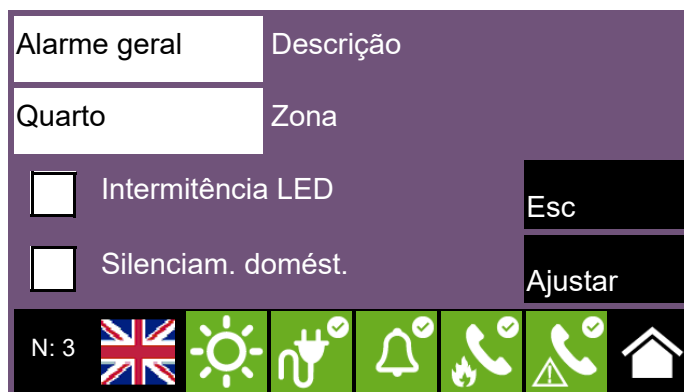 Alarme geral Descrição
Quarto Zona
Intermitência LED
Esc
Silenciam. domést.
Ajustar
N: 3